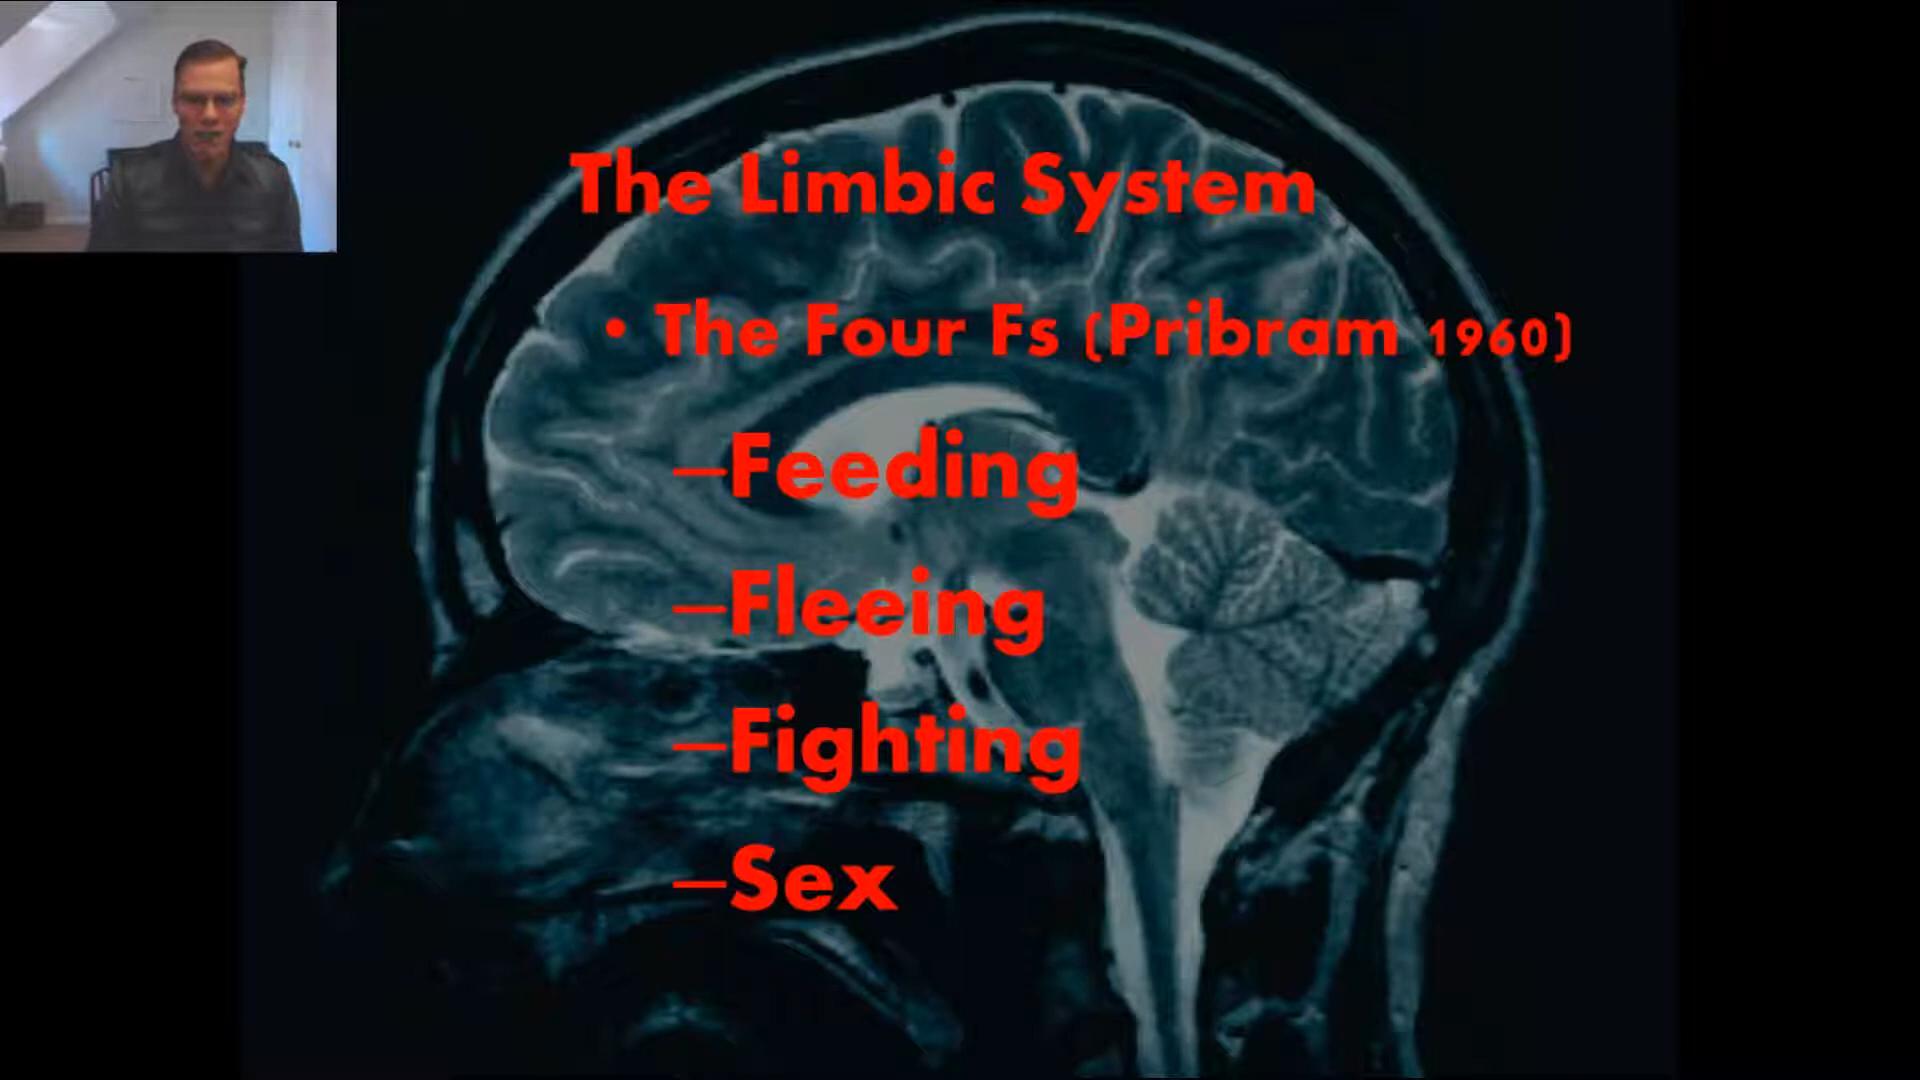 The Limbic System
• The Four Fs (Pribram 1960)
–Feeding
–Fleeing
–Fighting
–Sex